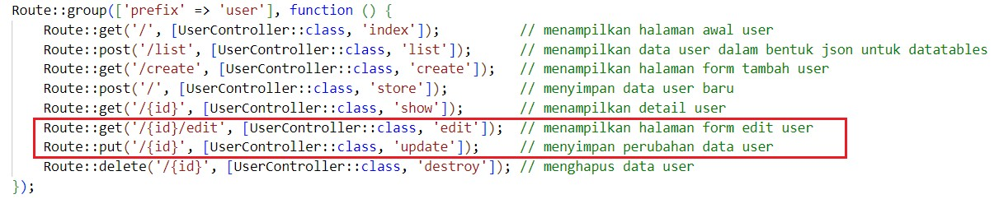 Route::group(['prefix' => 'user'], function () {
    Route::get('/', [UserController::class, 'index']);          // menampilkan halaman awal user
    Route::post('/list', [UserController::class, 'list']);      // menampilkan data user dalam bentuk json untuk datatables
    Route::get('/create', [UserController::class, 'create']);   // menampilkan halaman form tambah user
    Route::post('/', [UserController::class, 'store']);         // menyimpan data user baru
    Route::get('/{id}', [UserController::class, 'show']);       // menampilkan detail user
    Route::get('/{id}/edit', [UserController::class, 'edit']);  // menampilkan halaman form edit user
    Route::put('/{id}', [UserController::class, 'update']);     // menyimpan perubahan data user
    Route::delete('/{id}', [UserController::class, 'destroy']); // menghapus data user
});